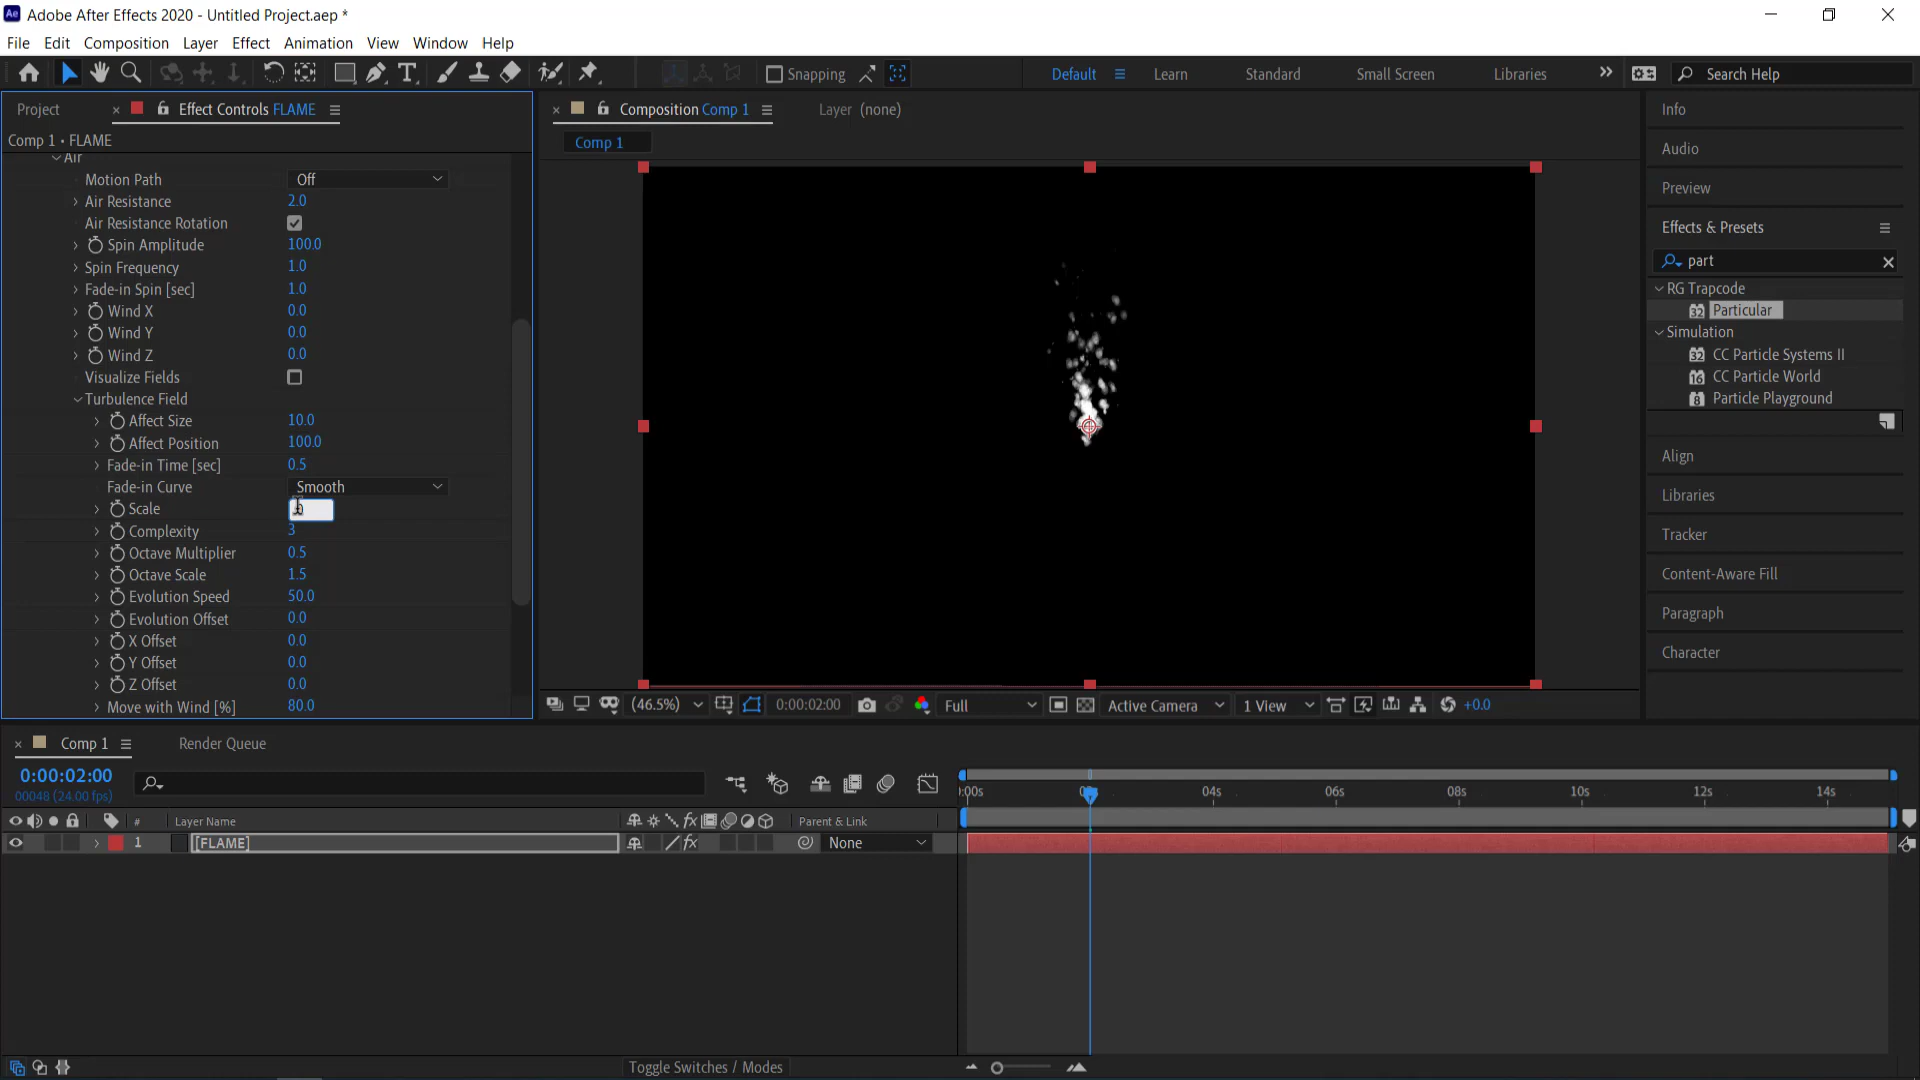 Ae Adobe After Effects 2020 - Untitled Project.aep *
File Edit Composition Layer Effect Animation View Window Help
Snapping
Default Learn Standard Small Screen Libraries
Search Help
Project
Effect Controls FLAME
Composition Comp 1
Layer (none)
Comp 1 • FLAME
Comp 1
Air
Motion Path Off
Air Resistance 2.0
Air Resistance Rotation
Spin Amplitude 100.0
Spin Frequency 1.0
Fade-in Spin [sec] 1.0
Wind X 0.0
Wind Y 0.0
Wind Z 0.0
Visualize Fields
Turbulence Field
Affect Size 10.0
Affect Position 100.0
Fade-in Time [sec] 0.5
Fade-in Curve Smooth
Scale
Complexity 3
Octave Multiplier 0.5
Octave Scale 1.5
Evolution Speed 50.0
Evolution Offset 0.0
X Offset 0.0
Y Offset 0.0
Z Offset 0.0
Move with Wind [%] 80.0
(46.5%) 0:00:02:00 Full Active Camera 1 View +0.0
Info
Audio
Preview
Effects & Presets
part
RG Trapcode
32 Particular
Simulation
32 CC Particle Systems II
16 CC Particle World
8 Particle Playground
Align
Libraries
Tracker
Content-Aware Fill
Paragraph
Character
Comp 1 Render Queue
0:00:02:00
00048 (24.00 fps)
04s 06s 08s 10s 12s 14s
# Layer Name fx Parent & Link
1 [FLAME] fx None
Toggle Switches / Modes